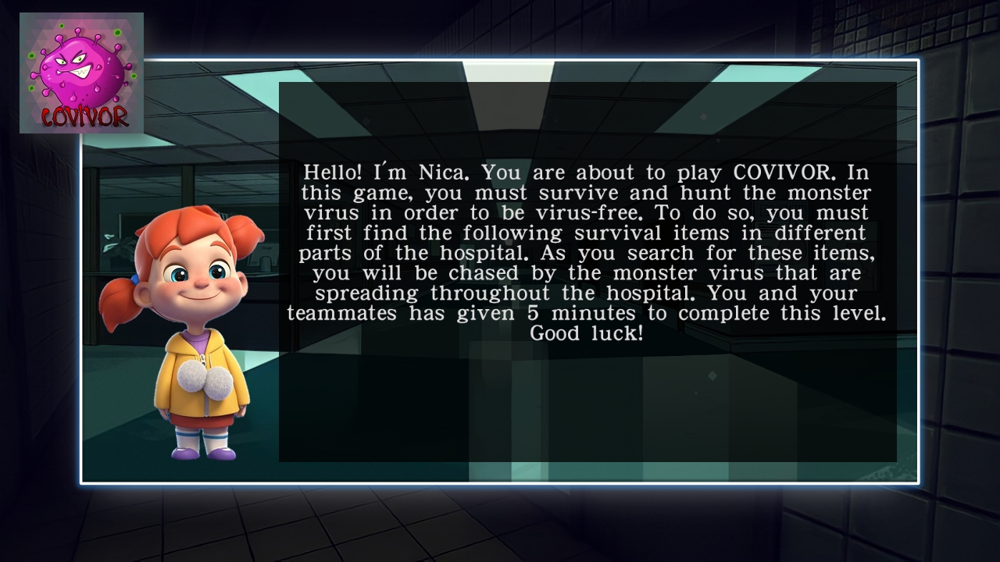 COVIVOR
Hello! I´m Nica. You are about to play COVIVOR. In
this game, you must survive and hunt the monster
virus in order to be virus-free. To do so, you must
first find the following survival items in different
parts of the hospital. As you search for these items,
you will be chased by the monster virus that are
spreading throughout the hospital. You and your
teammates has given 5 minutes to complete this level.
Good luck!